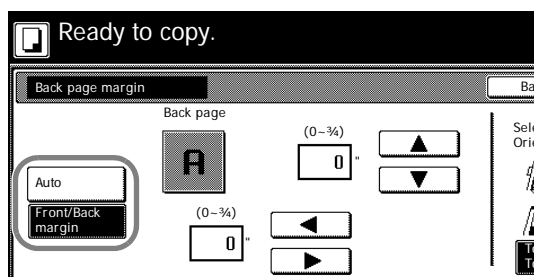 Ready to copy.
Back page margin
Back page
A
(0~¾)
0 "
Auto
Front/Back
margin
(0~¾)
0 "